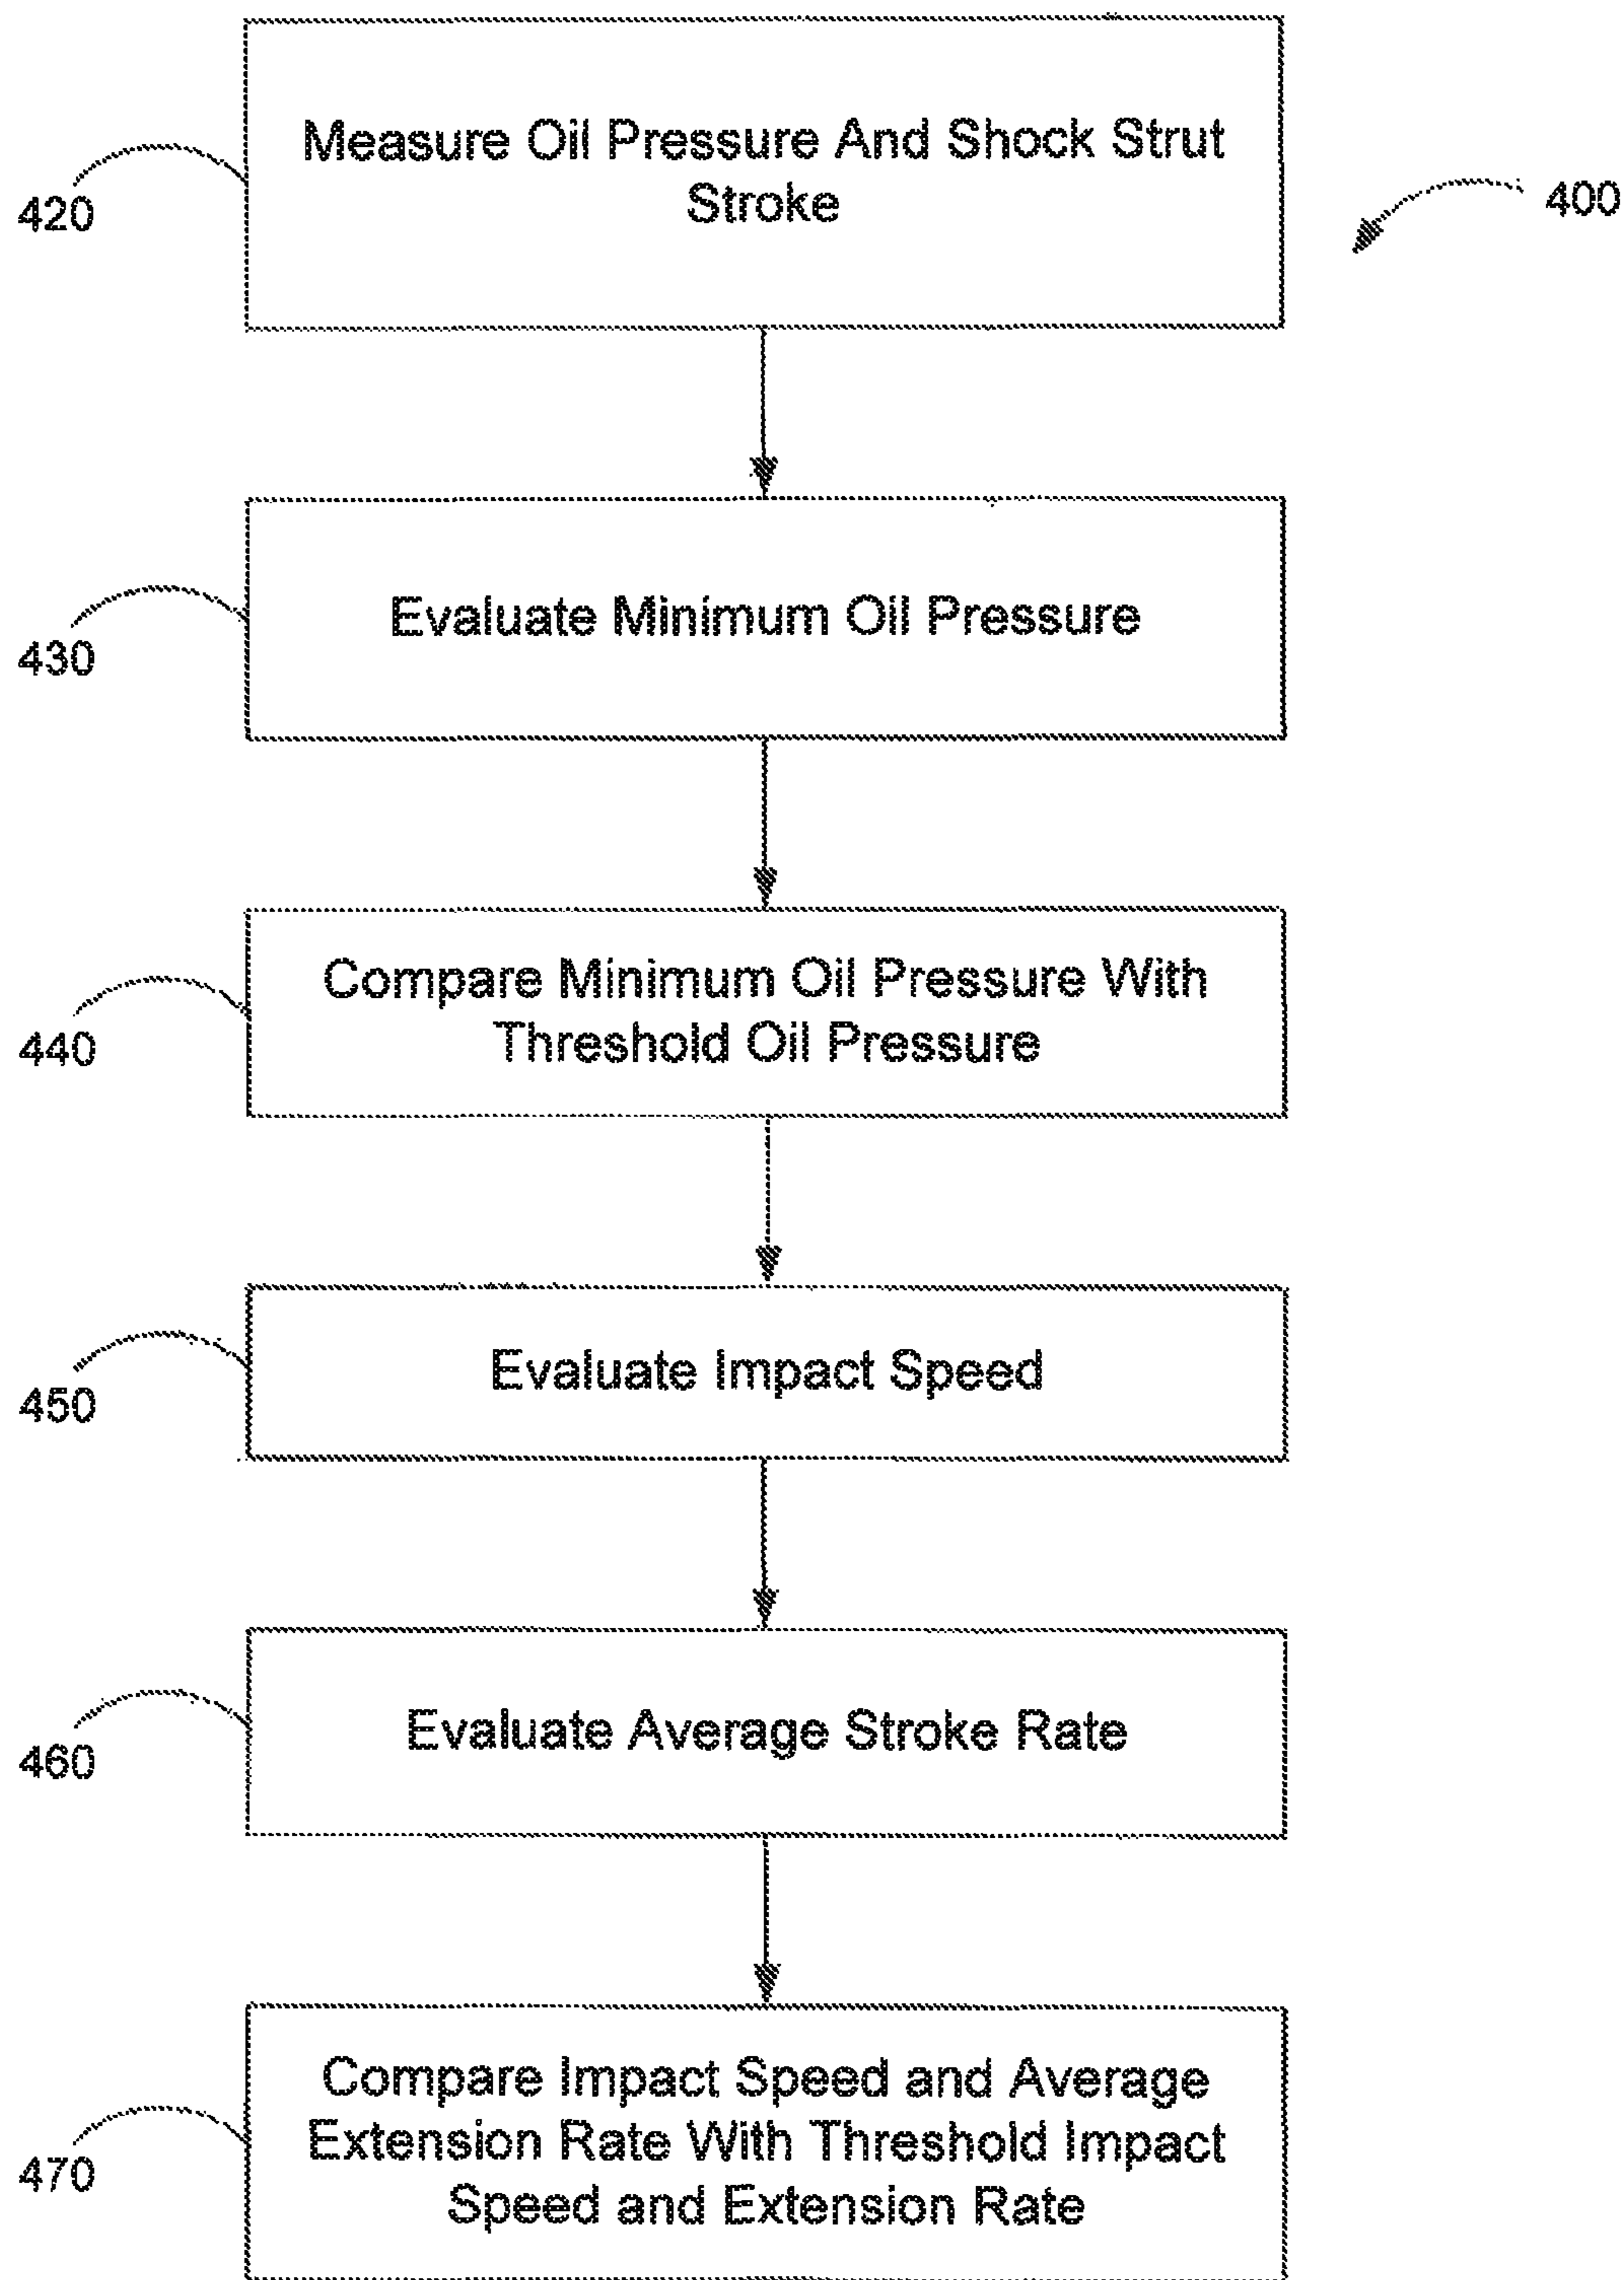 Measure Oil Pressure And Shock Strut
Stroke
420
400
Evaluate Minimum Oil Pressure
430
Compare Minimum Oil Pressure With
Threshold Oil Pressure
440
Evaluate Impact Speed
450
Evaluate Average Stroke Rate
460
Compare Impact Speed and Average
Extension Rate With Threshold Impact
Speed and Extension Rate
470